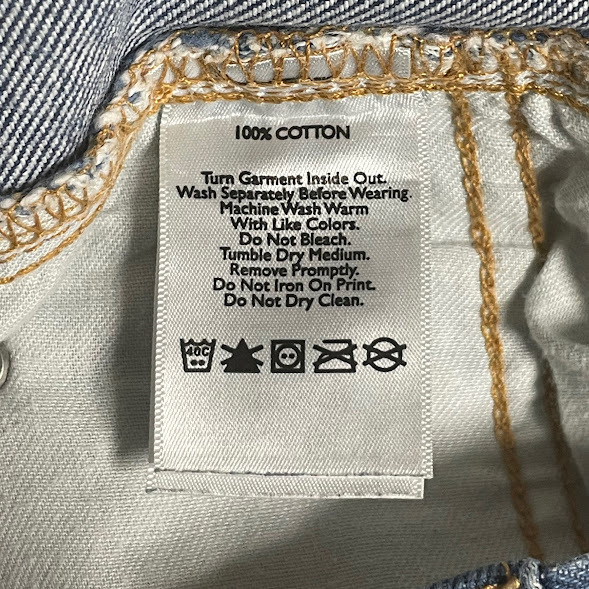 100% COTTON
Turn Garment Inside Out.
Wash Separately Before Wearing.
Machine Wash Warm
With Like Colors.
Do Not Bleach.
Tumble Dry Medium.
Remove Promptly.
Do Not Iron On Print.
Do Not Dry Clean.
40C